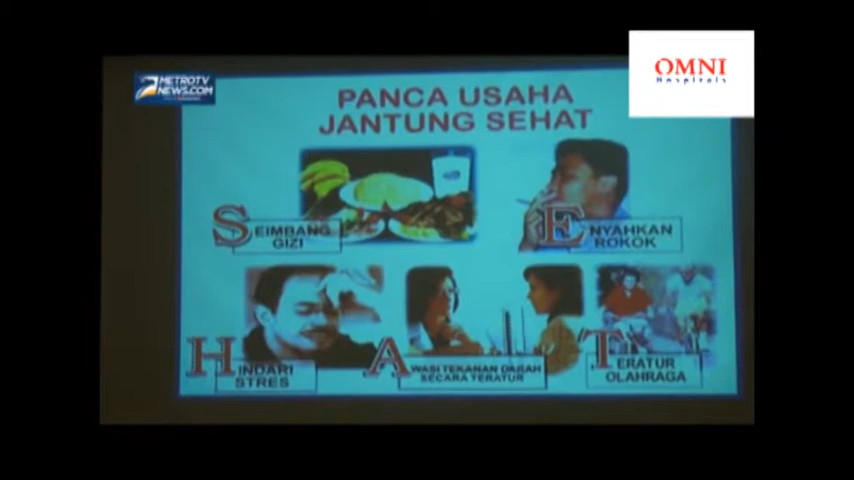 METROTV
NEWS.COM
OMNI
Hospitals
PANCA USAHA
JANTUNG SEHAT
SEIMBANG
GIZI
ENYAHKAN
ROKOK
HINDARI
STRES
AWASI TEKANAN DARAH
SECARA TERATUR
TERATUR
OLAHRAGA